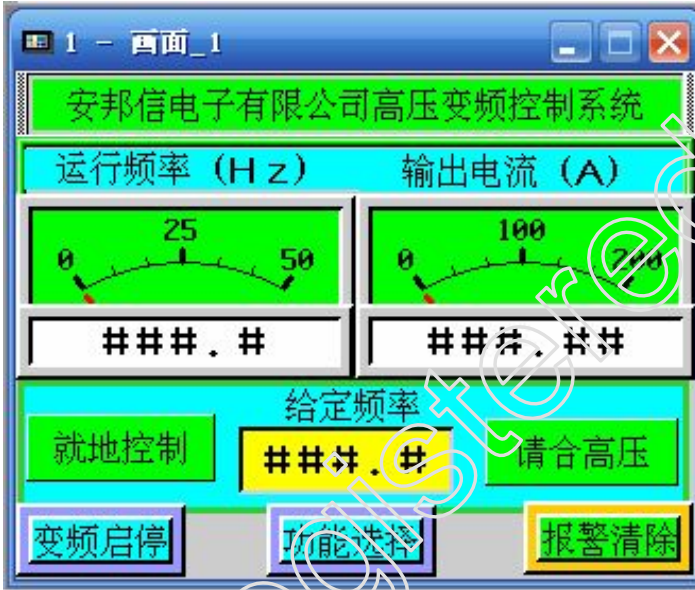 1 - 画面_1
安邦信电子有限公司高压变频控制系统
运行频率 (Hz) 输出电流 (A)
0 25 50 0 100 200
###.# ###.##
给定频率
就地控制 ###.# 请合高压
变频启停 功能选择 报警清除
gistered